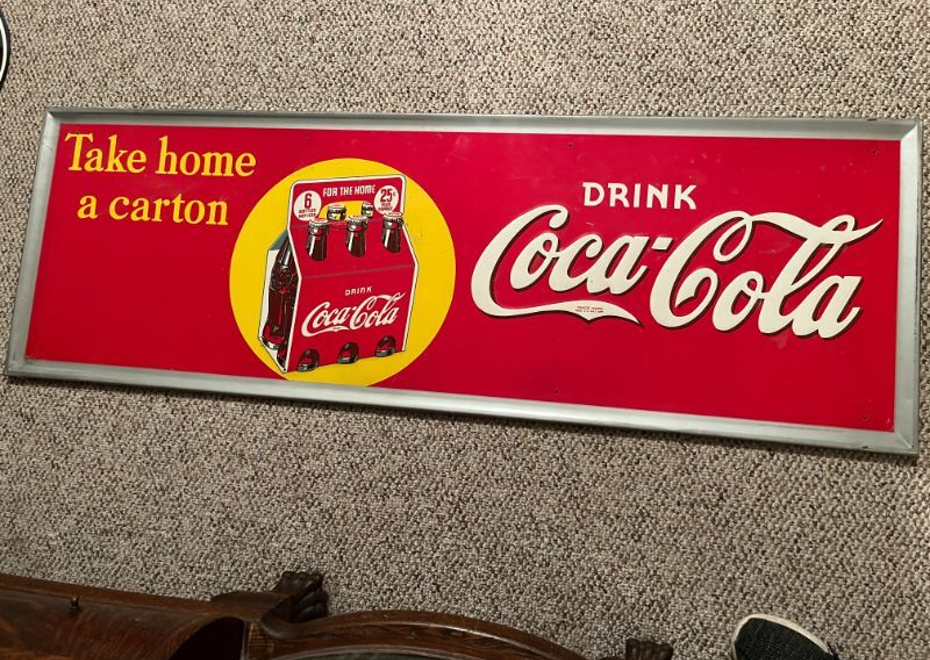 Take home
a carton
FOR THE HOME
6
25¢
DRINK
Coca-Cola
DRINK
Coca-Cola